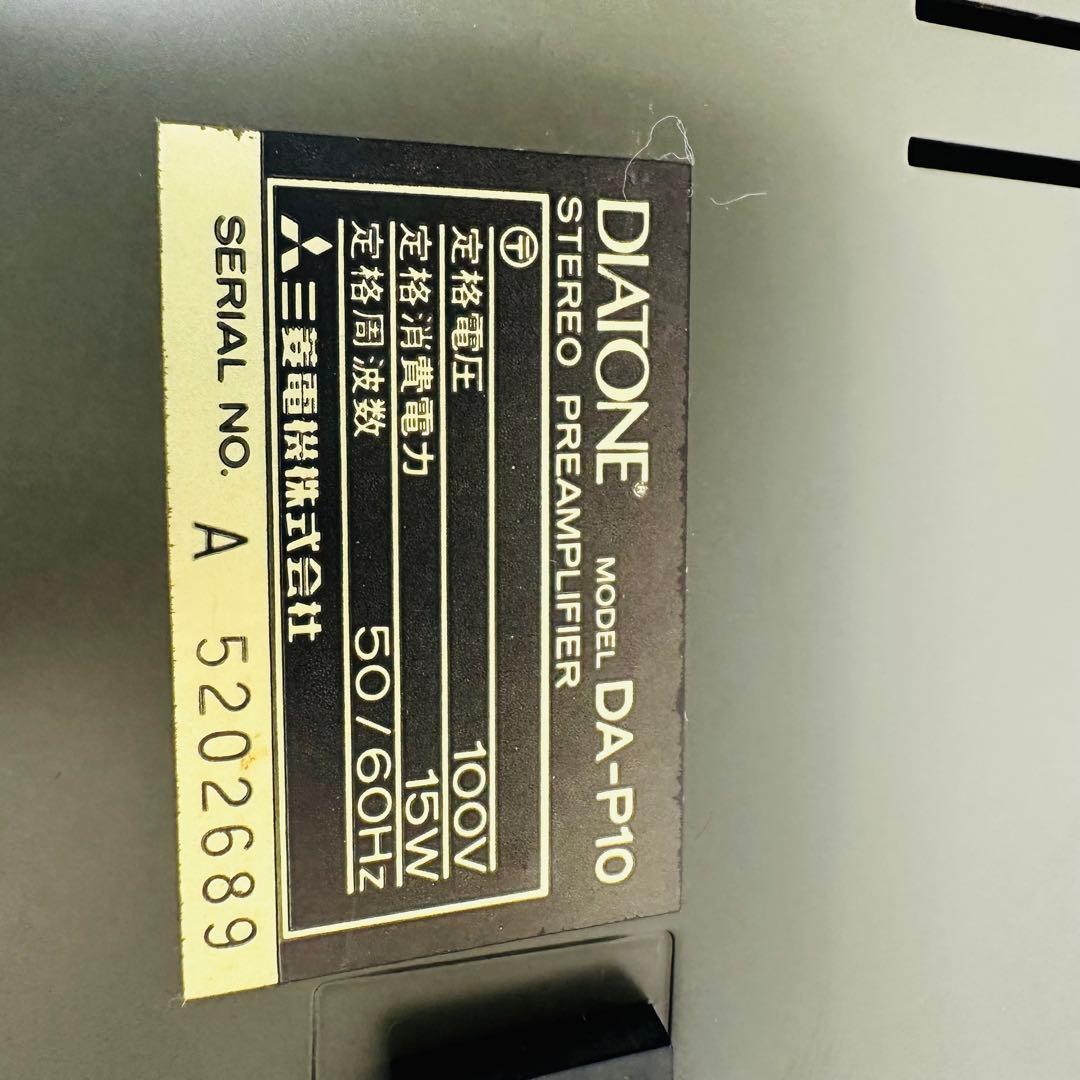 DIATONE® MODEL DA-P10
STEREO PREAMPLIFIER
〒
定格電圧 100V
定格消費電力 15W
定格周波数 50/60Hz
三菱電機株式会社
SERIAL NO. A 5202689